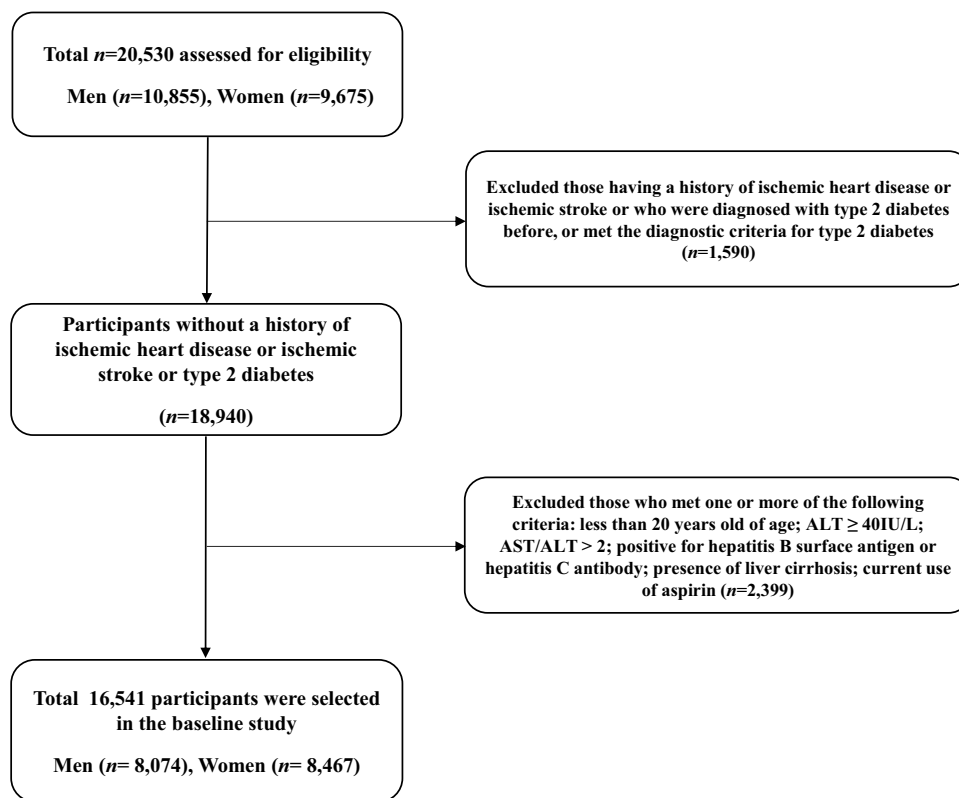 Total n=20,530 assessed for eligibility
Men (n=10,855), Women (n=9,675)
Excluded those having a history of ischemic heart disease or
ischemic stroke or who were diagnosed with type 2 diabetes
before, or met the diagnostic criteria for type 2 diabetes
(n=1,590)
Participants without a history of
ischemic heart disease or ischemic
stroke or type 2 diabetes
(n=18,940)
Excluded those who met one or more of the following
criteria: less than 20 years old of age; ALT ≥ 40IU/L;
AST/ALT > 2; positive for hepatitis B surface antigen or
hepatitis C antibody; presence of liver cirrhosis; current use
of aspirin (n=2,399)
Total 16,541 participants were selected
in the baseline study
Men (n= 8,074), Women (n= 8,467)